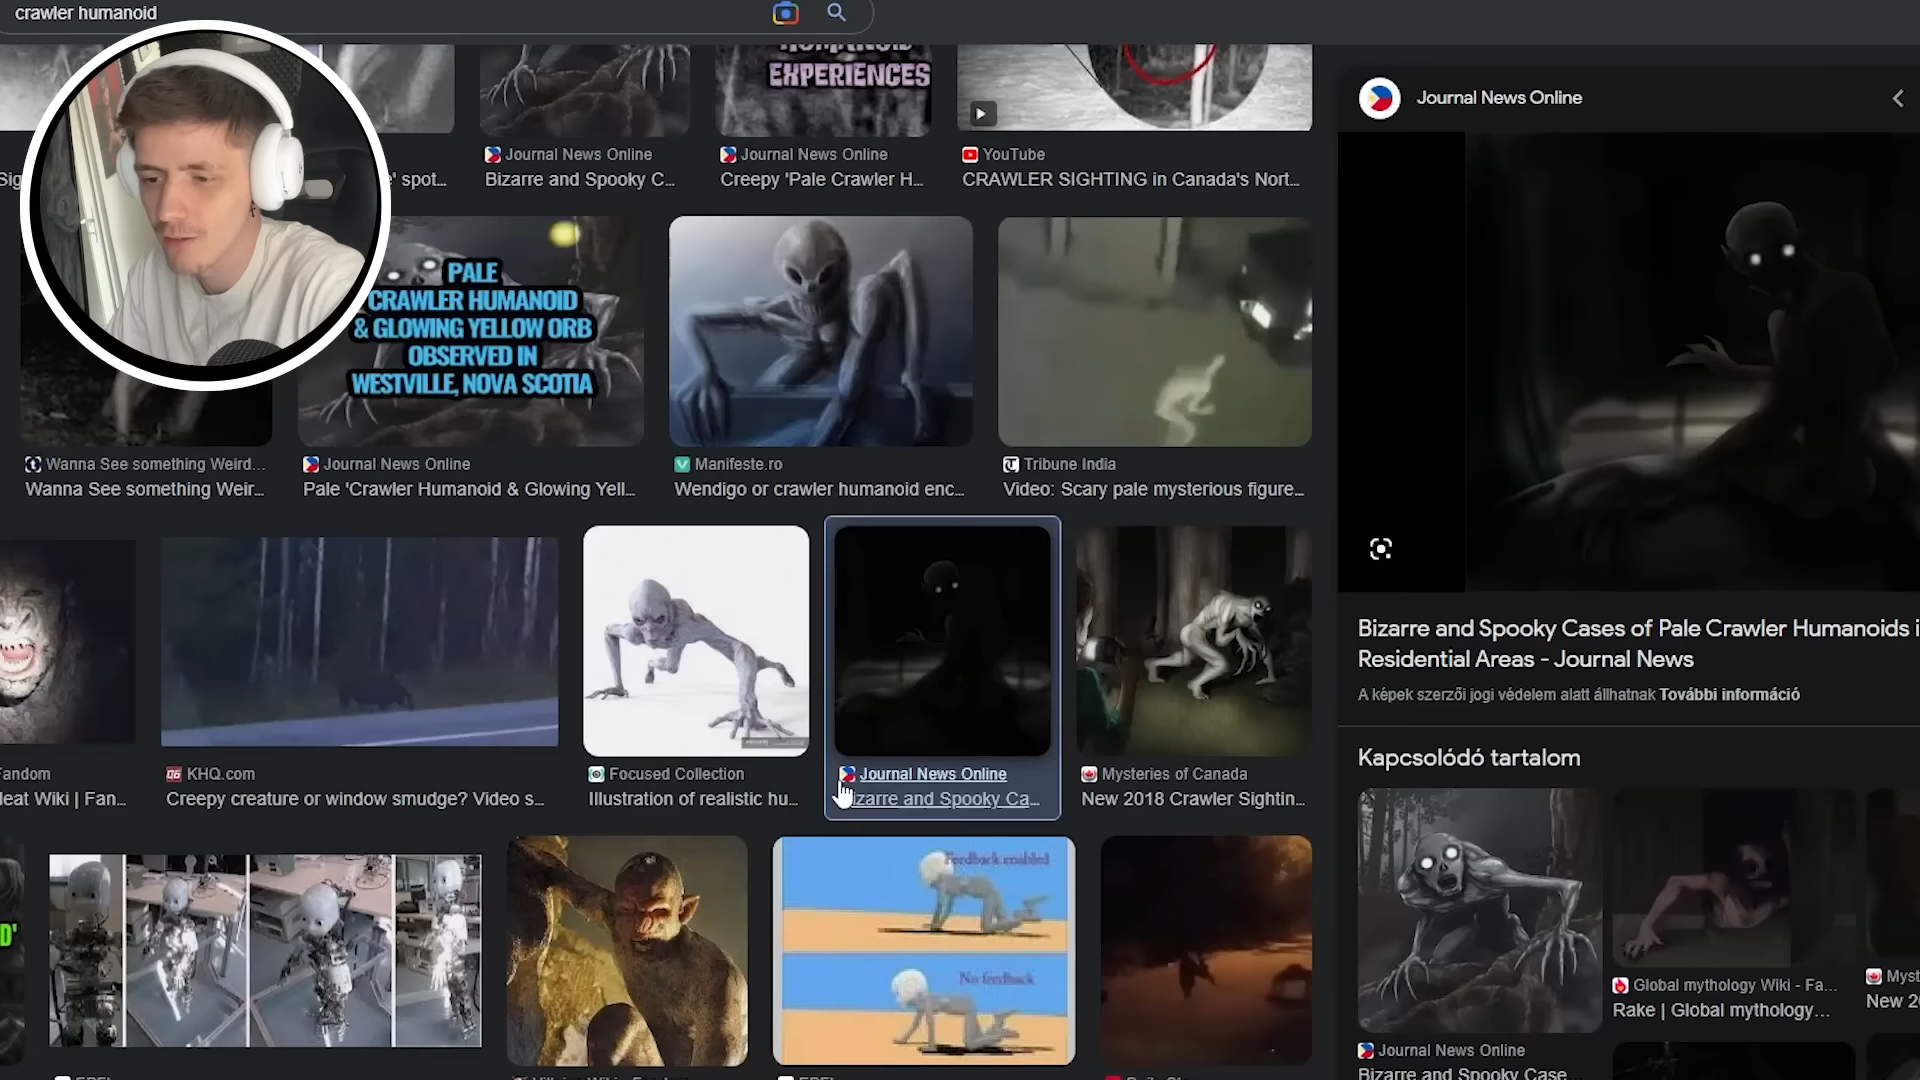 crawler humanoid
EXPERIENCES
Journal News Online
Journal News Online
Journal News Online
YouTube
' spot...
Bizarre and Spooky C...
Creepy 'Pale Crawler H...
CRAWLER SIGHTING in Canada's Nort...
PALE
CRAWLER HUMANOID
& GLOWING YELLOW ORB
OBSERVED IN
WESTVILLE, NOVA SCOTIA
Wanna See something Weird...
Journal News Online
Manifeste.ro
Tribune India
Wanna See something Weir...
Pale 'Crawler Humanoid & Glowing Yell...
Wendigo or crawler humanoid enc...
Video: Scary pale mysterious figure...
Bizarre and Spooky Cases of Pale Crawler Humanoids i
Residential Areas - Journal News
A képek szerzői jogi védelem alatt állhatnak További információ
Kapcsolódó tartalom
Fandom
KHQ.com
Focused Collection
Journal News Online
Mysteries of Canada
leat Wiki | Fan...
Creepy creature or window smudge? Video s...
Illustration of realistic hu...
izarre and Spooky Ca...
New 2018 Crawler Sightin...
D'
Feedback enabled
No feedback
Global mythology Wiki - Fa...
Rake | Global mythology...
Myst
New 20
Journal News Online
Bizarre and Spooky Case...